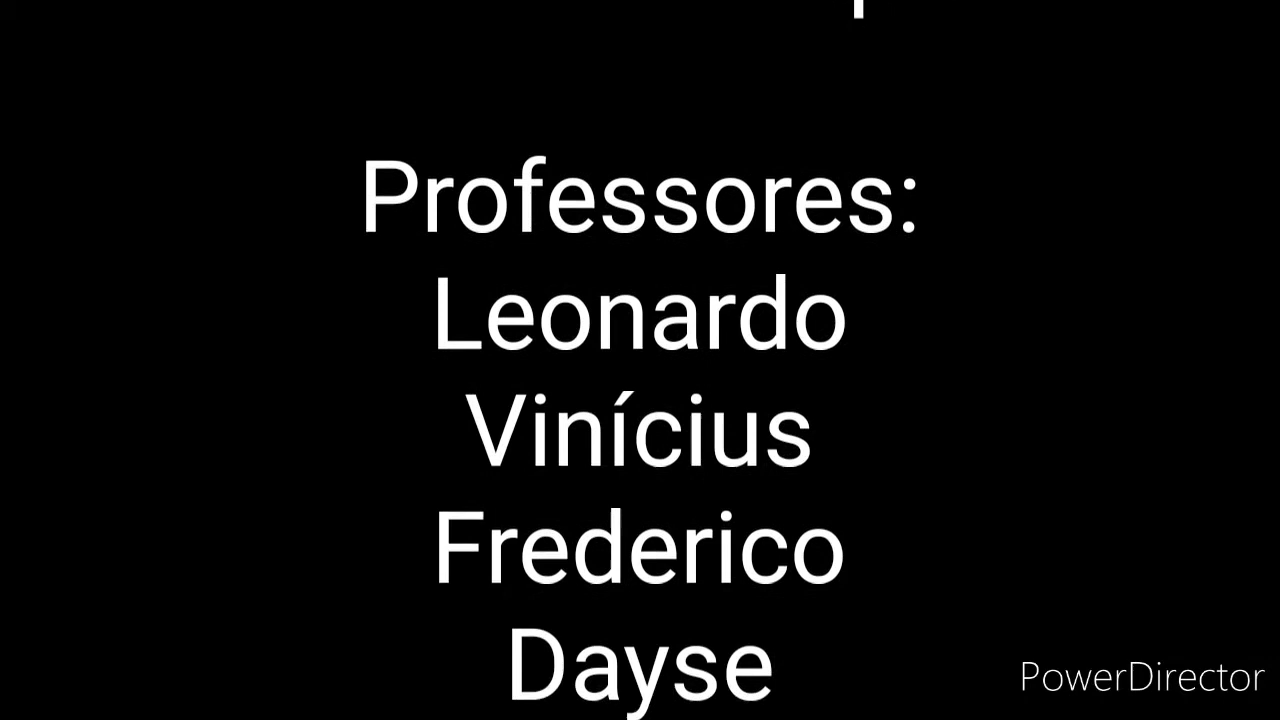 Professores:
Leonardo
Vinícius
Frederico
Dayse
PowerDirector